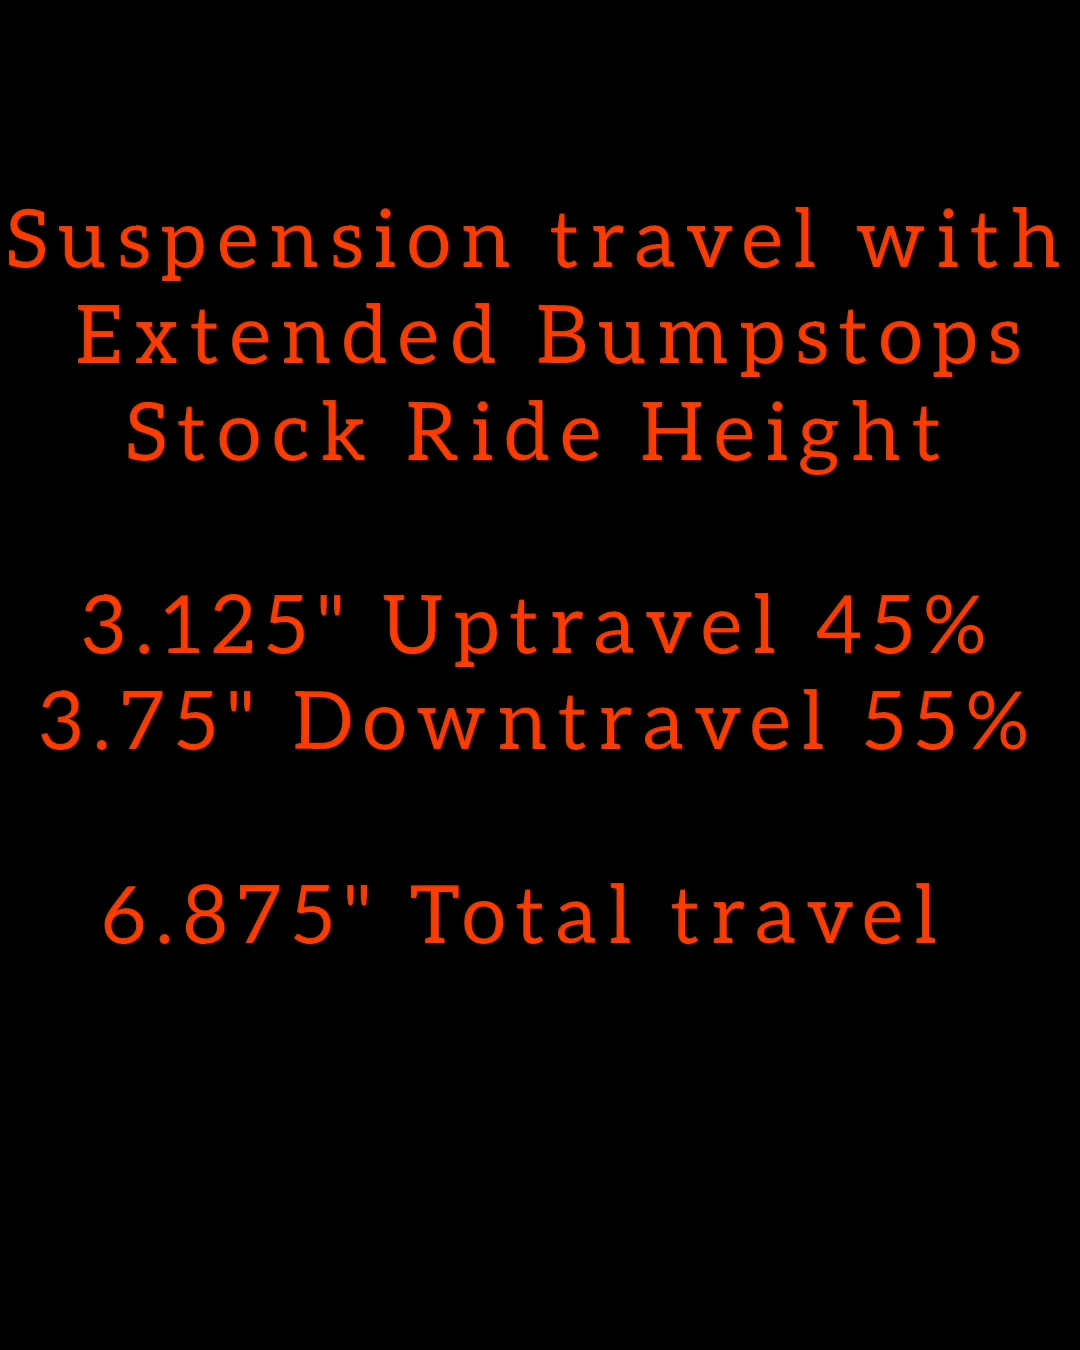 Suspension travel with
Extended Bumpstops
Stock Ride Height
3.125" Uptravel 45%
3.75" Downtravel 55%
6.875" Total travel